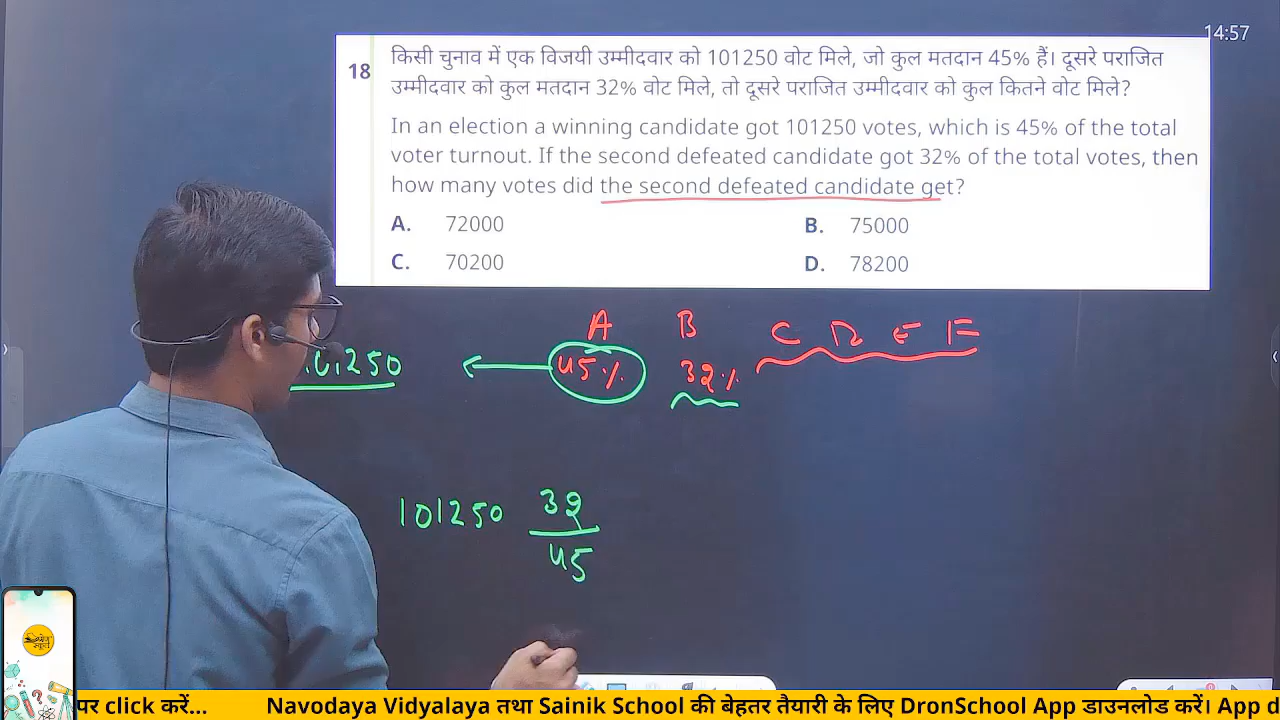 14:57
18
किसी चुनाव में एक विजयी उम्मीदवार को 101250 वोट मिले, जो कुल मतदान 45% हैं। दूसरे पराजित
उम्मीदवार को कुल मतदान 32% वोट मिले, तो दूसरे पराजित उम्मीदवार को कुल कितने वोट मिले?
In an election a winning candidate got 101250 votes, which is 45% of the total
voter turnout. If the second defeated candidate got 32% of the total votes, then
how many votes did the second defeated candidate get?
A. 72000 B. 75000
C. 70200 D. 78200
A B C D E F
101250 45% 32%
101250 32
45
पर click करें... Navodaya Vidyalaya तथा Sainik School की बेहतर तैयारी के लिए DronSchool App डाउनलोड करें। App d